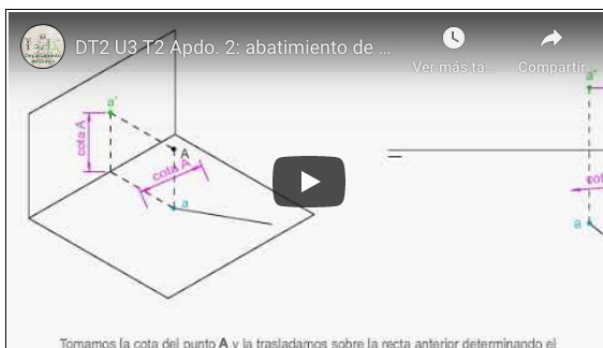 DT2 U3 T2 Apdo. 2: abatimiento de ...
Ver más ta...
Compartir
a'
cota A
A
cota A
a
a
Tomamos la cota del punto A y la trasladamos sobre la recta anterior determinando el